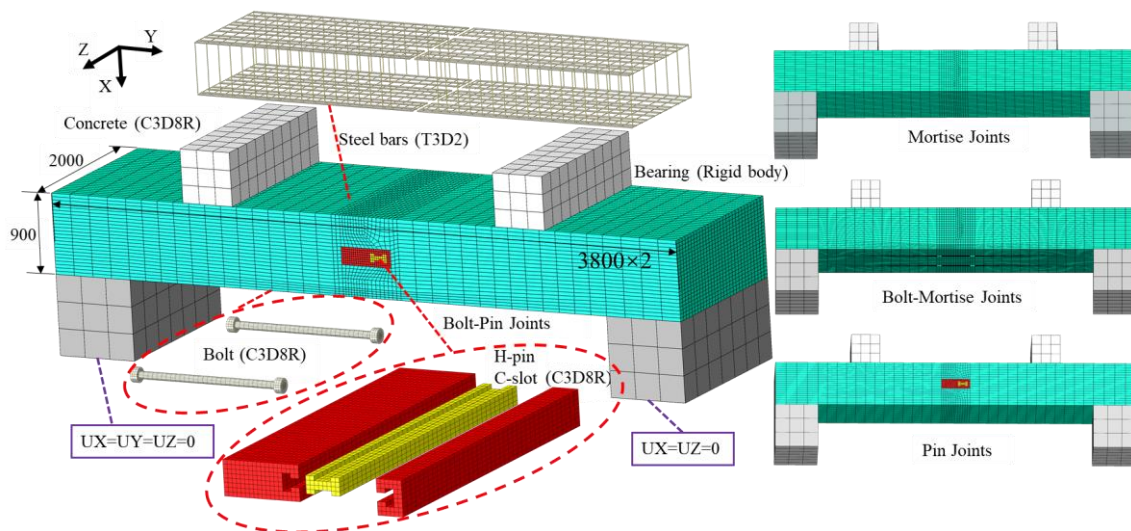 Z
Y
X
Concrete (C3D8R)
2000
900
Steel bars (T3D2)
Bearing (Rigid body)
3800×2
Bolt-Pin Joints
Bolt (C3D8R)
H-pin
C-slot (C3D8R)
UX=UY=UZ=0
UX=UZ=0
Mortise Joints
Bolt-Mortise Joints
Pin Joints